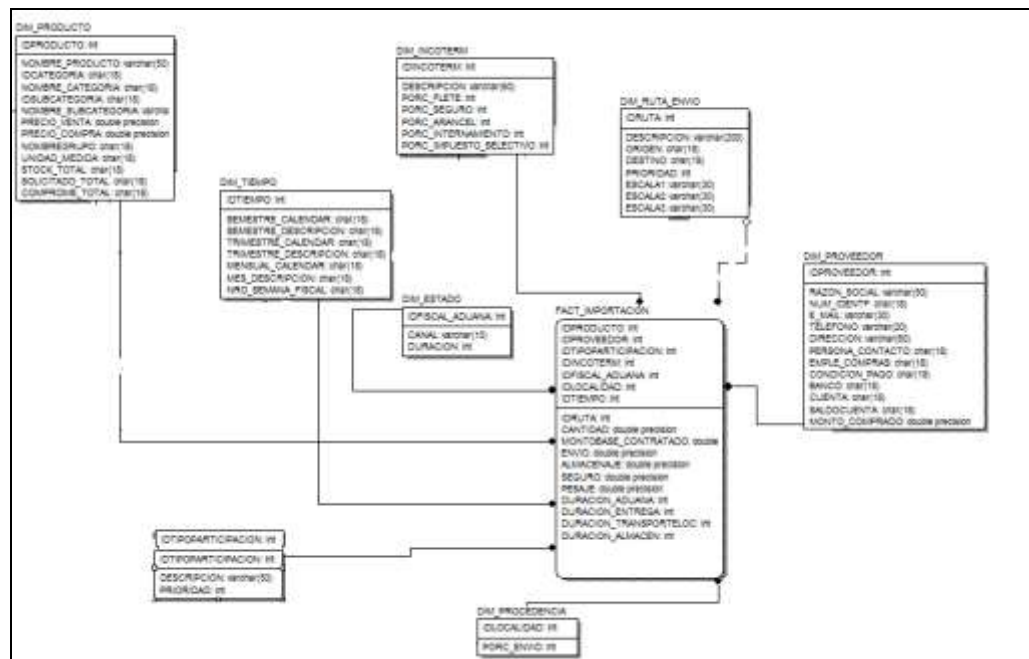 DIM_PRODUCTO
IDPRODUCTO: int
NOMBRE_PRODUCTO: varchar(50)
IDCATEGORIA: char(18)
NOMBRE_CATEGORIA: char(18)
IDSUBCATEGORIA: char(18)
NOMBRE_SUBCATEGORIA: varchar
PRECIO_VENTA: double precision
PRECIO_COMPRA: double precision
NOMBREGRUPO: char(18)
UNIDAD_MEDIDA: char(18)
STOCK_TOTAL: char(18)
SOLICITADO_TOTAL: char(18)
COMPROME_TOTAL: char(18)
DIM_INCOTERM
IDINCOTERM: int
DESCRIPCION: varchar(60)
PORC_FLETE: int
PORC_SEGURO: int
PORC_ARANCEL: int
PORC_INTERNAMIENTO: int
PORC_IMPUESTO_SELECTIVO: int
DIM_RUTA_ENVIO
IDRUTA: int
DESCRIPCION: varchar(200)
ORIGEN: char(18)
DESTINO: char(18)
PRIORIDAD: int
ESCALA1: varchar(30)
ESCALA2: varchar(30)
ESCALA3: varchar(30)
DIM_TIEMPO
IDTIEMPO: int
SEMESTRE_CALENDAR: char(18)
SEMESTRE_DESCRIPCION: char(18)
TRIMESTRE_CALENDAR: char(18)
TRIMESTRE_DESCRIPCION: char(18)
MENSUAL_CALENDAR: char(18)
MES_DESCRIPCION: char(18)
NRO_SEMANA_FISCAL: char(18)
DIM_ESTADO
IDFISCAL_ADUANA: int
CANAL: varchar(10)
DURACION: int
DIM_PROVEEDOR
IDPROVEEDOR: int
RAZON_SOCIAL: varchar(50)
NUM_IDENTF: char(18)
E_MAIL: varchar(30)
TELEFONO: varchar(20)
DIRECCION: varchar(50)
PERSONA_CONTACTO: char(18)
EMPLE_COMPRAS: char(18)
CONDICION_PAGO: char(18)
BANCO: char(18)
CUENTA: char(18)
SALDOCUENTA: char(18)
MONTO_COMPRADO: double precision
FACT_IMPORTACION
IDPRODUCTO: int
IDPROVEEDOR: int
IDTIPOPARTICIPACION: int
IDINCOTERM: int
IDFISCAL_ADUANA: int
IDLOCALIDAD: int
IDTIEMPO: int
IDRUTA: int
CANTIDAD: double precision
MONTOBASE_CONTRATADO: double
ENVIO: double precision
ALMACENAJE: double precision
SEGURO: double precision
PESAJE: double precision
DURACION_ADUANA: int
DURACION_ENTREGA: int
DURACION_TRANSPORTELOC: int
DURACION_ALMACEN: int
IDTIPOPARTICIPACION: int
IDTIPOPARTICIPACION: int
DESCRIPCION: varchar(50)
PRIORIDAD: int
DIM_PROCEDENCIA
IDLOCALIDAD: int
PORC_ENVIO: int